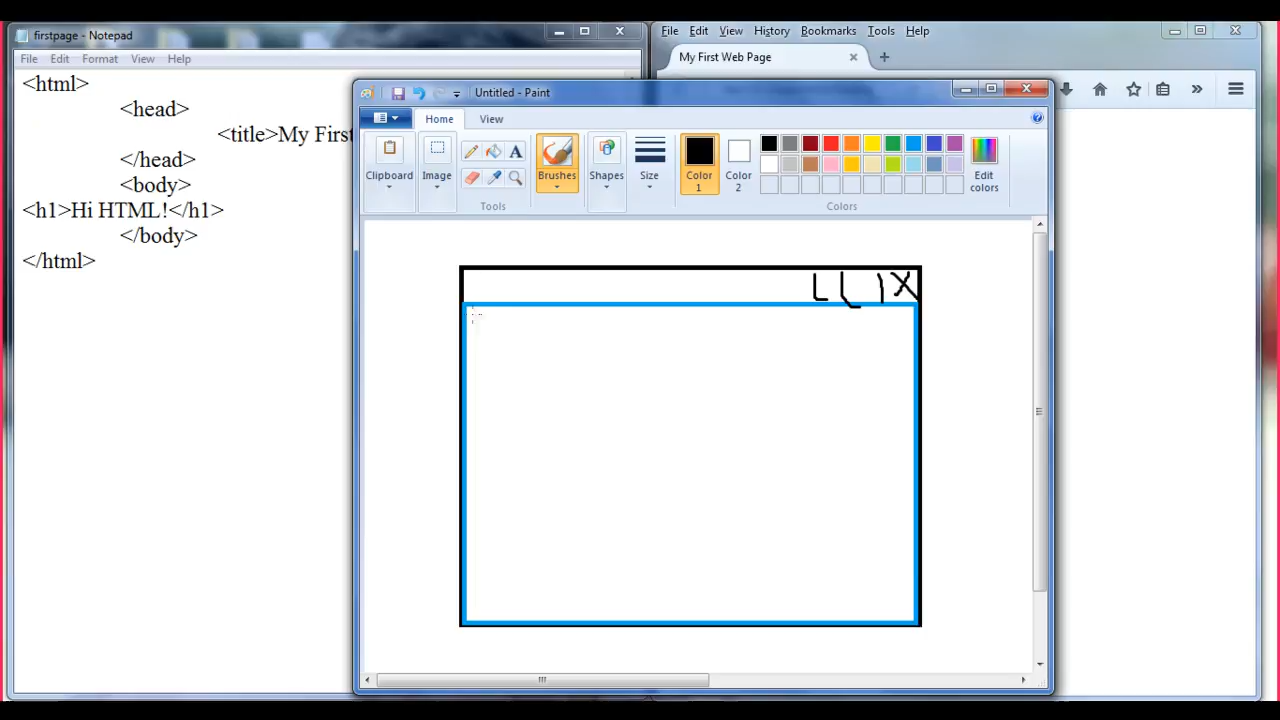 firstpage - Notepad
File Edit Format View Help
<html>
<head>
<title>My First
</head>
<body>
<h1>Hi HTML!</h1>
</body>
</html>
File Edit View History Bookmarks Tools Help
My First Web Page
Untitled - Paint
Home View
Clipboard
Image
Tools
Brushes
Shapes
Size
Color 1
Color 2
Edit colors
Colors